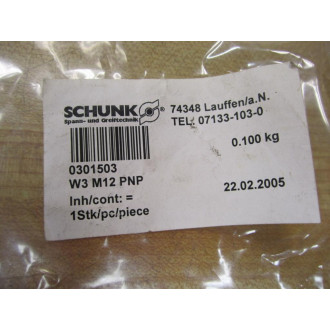 SCHUNK
Spann- und Greiftechnik
74348 Lauffen/a.N.
TEL. 07133-103-0
0.100 kg
0301503
W3 M12 PNP
Inh/cont: =
1Stk/pc/piece
22.02.2005